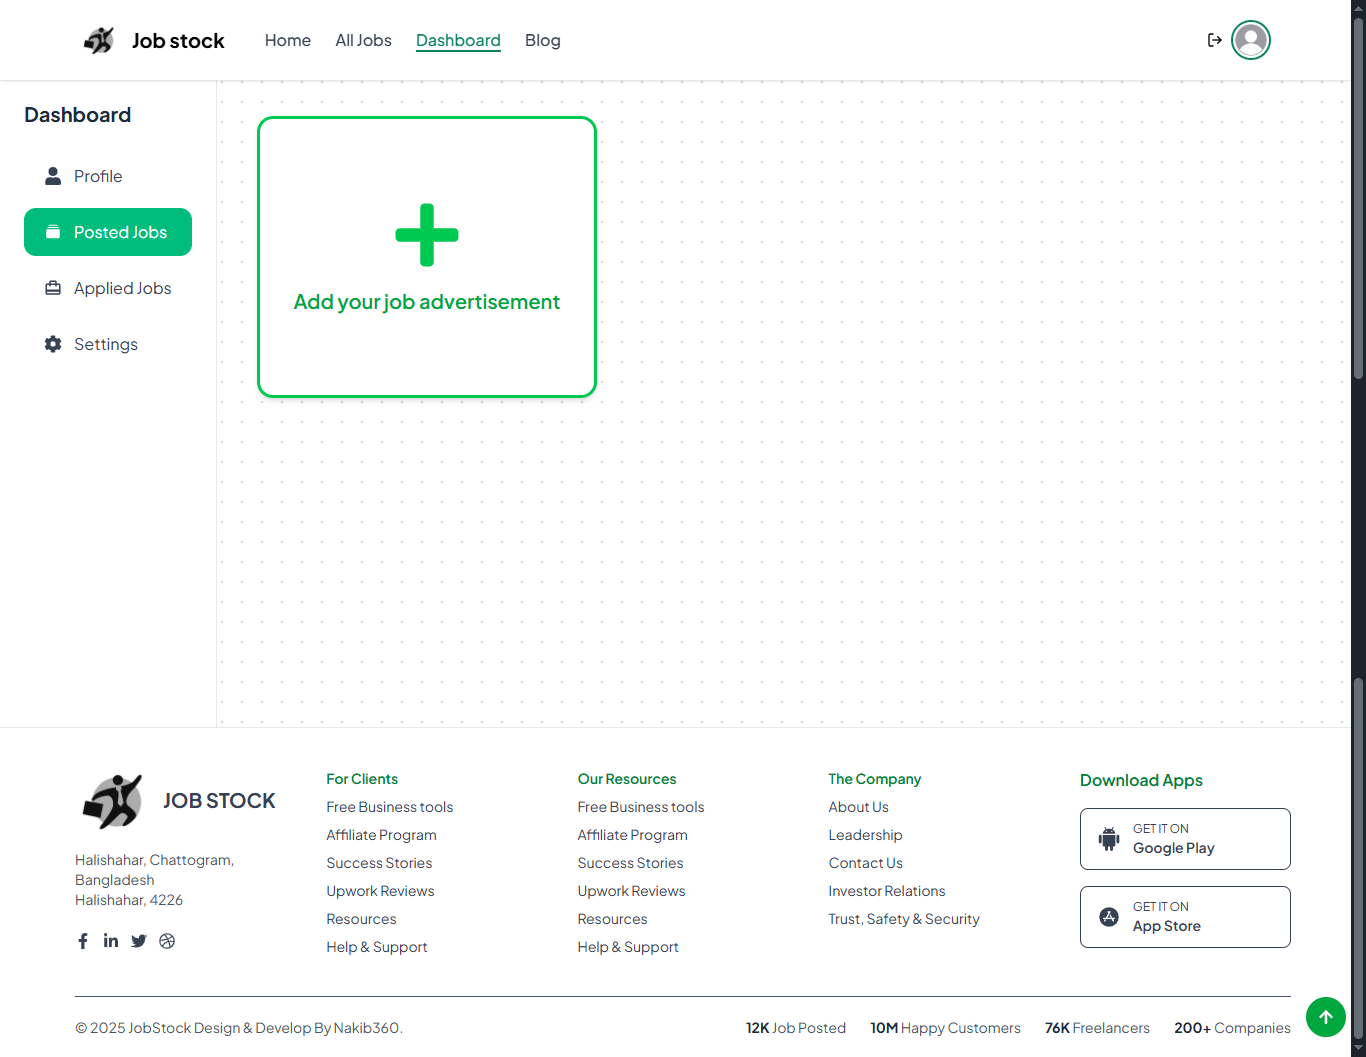 Job stock
Home
All Jobs
Dashboard
Blog
Dashboard
Profile
Posted Jobs
Applied Jobs
Settings
Add your job advertisement
JOB STOCK
Halishahar, Chattogram,
Bangladesh
Halishahar, 4226
For Clients
Free Business tools
Affiliate Program
Success Stories
Upwork Reviews
Resources
Help & Support
Our Resources
Free Business tools
Affiliate Program
Success Stories
Upwork Reviews
Resources
Help & Support
The Company
About Us
Leadership
Contact Us
Investor Relations
Trust, Safety & Security
Download Apps
GET IT ON
Google Play
GET IT ON
App Store
© 2025 JobStock Design & Develop By Nakib360.
12K Job Posted
10M Happy Customers
76K Freelancers
200+ Companies